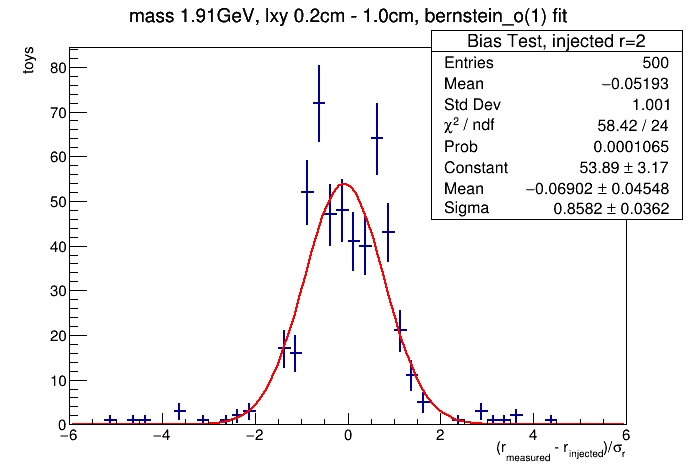 mass 1.91GeV, lxy 0.2cm - 1.0cm, bernstein_o(1) fit
toys
Bias Test, injected r=2
Entries 500
Mean −0.05193
Std Dev 1.001
χ² / ndf 58.42 / 24
Prob 0.0001065
Constant 53.89 ± 3.17
Mean −0.06902 ± 0.04548
Sigma 0.8582 ± 0.0362
80
70
60
50
40
30
20
10
0
−6 −4 −2 0 2 4 6
(r_measured - r_injected)/σ_r